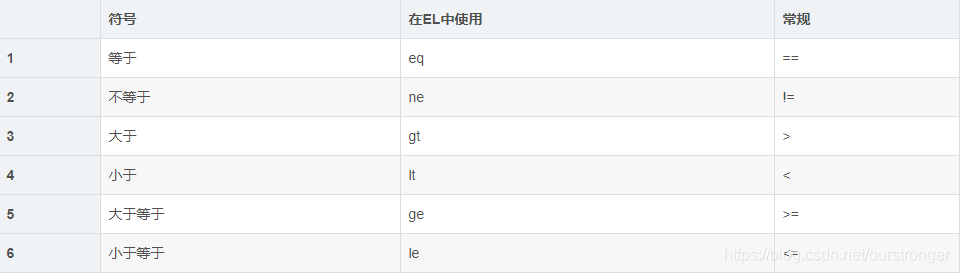 符号 在EL中使用 常规
1 等于 eq ==
2 不等于 ne !=
3 大于 gt >
4 小于 lt <
5 大于等于 ge >=
6 小于等于 le <=
https://blog.csdn.net/ourstronger